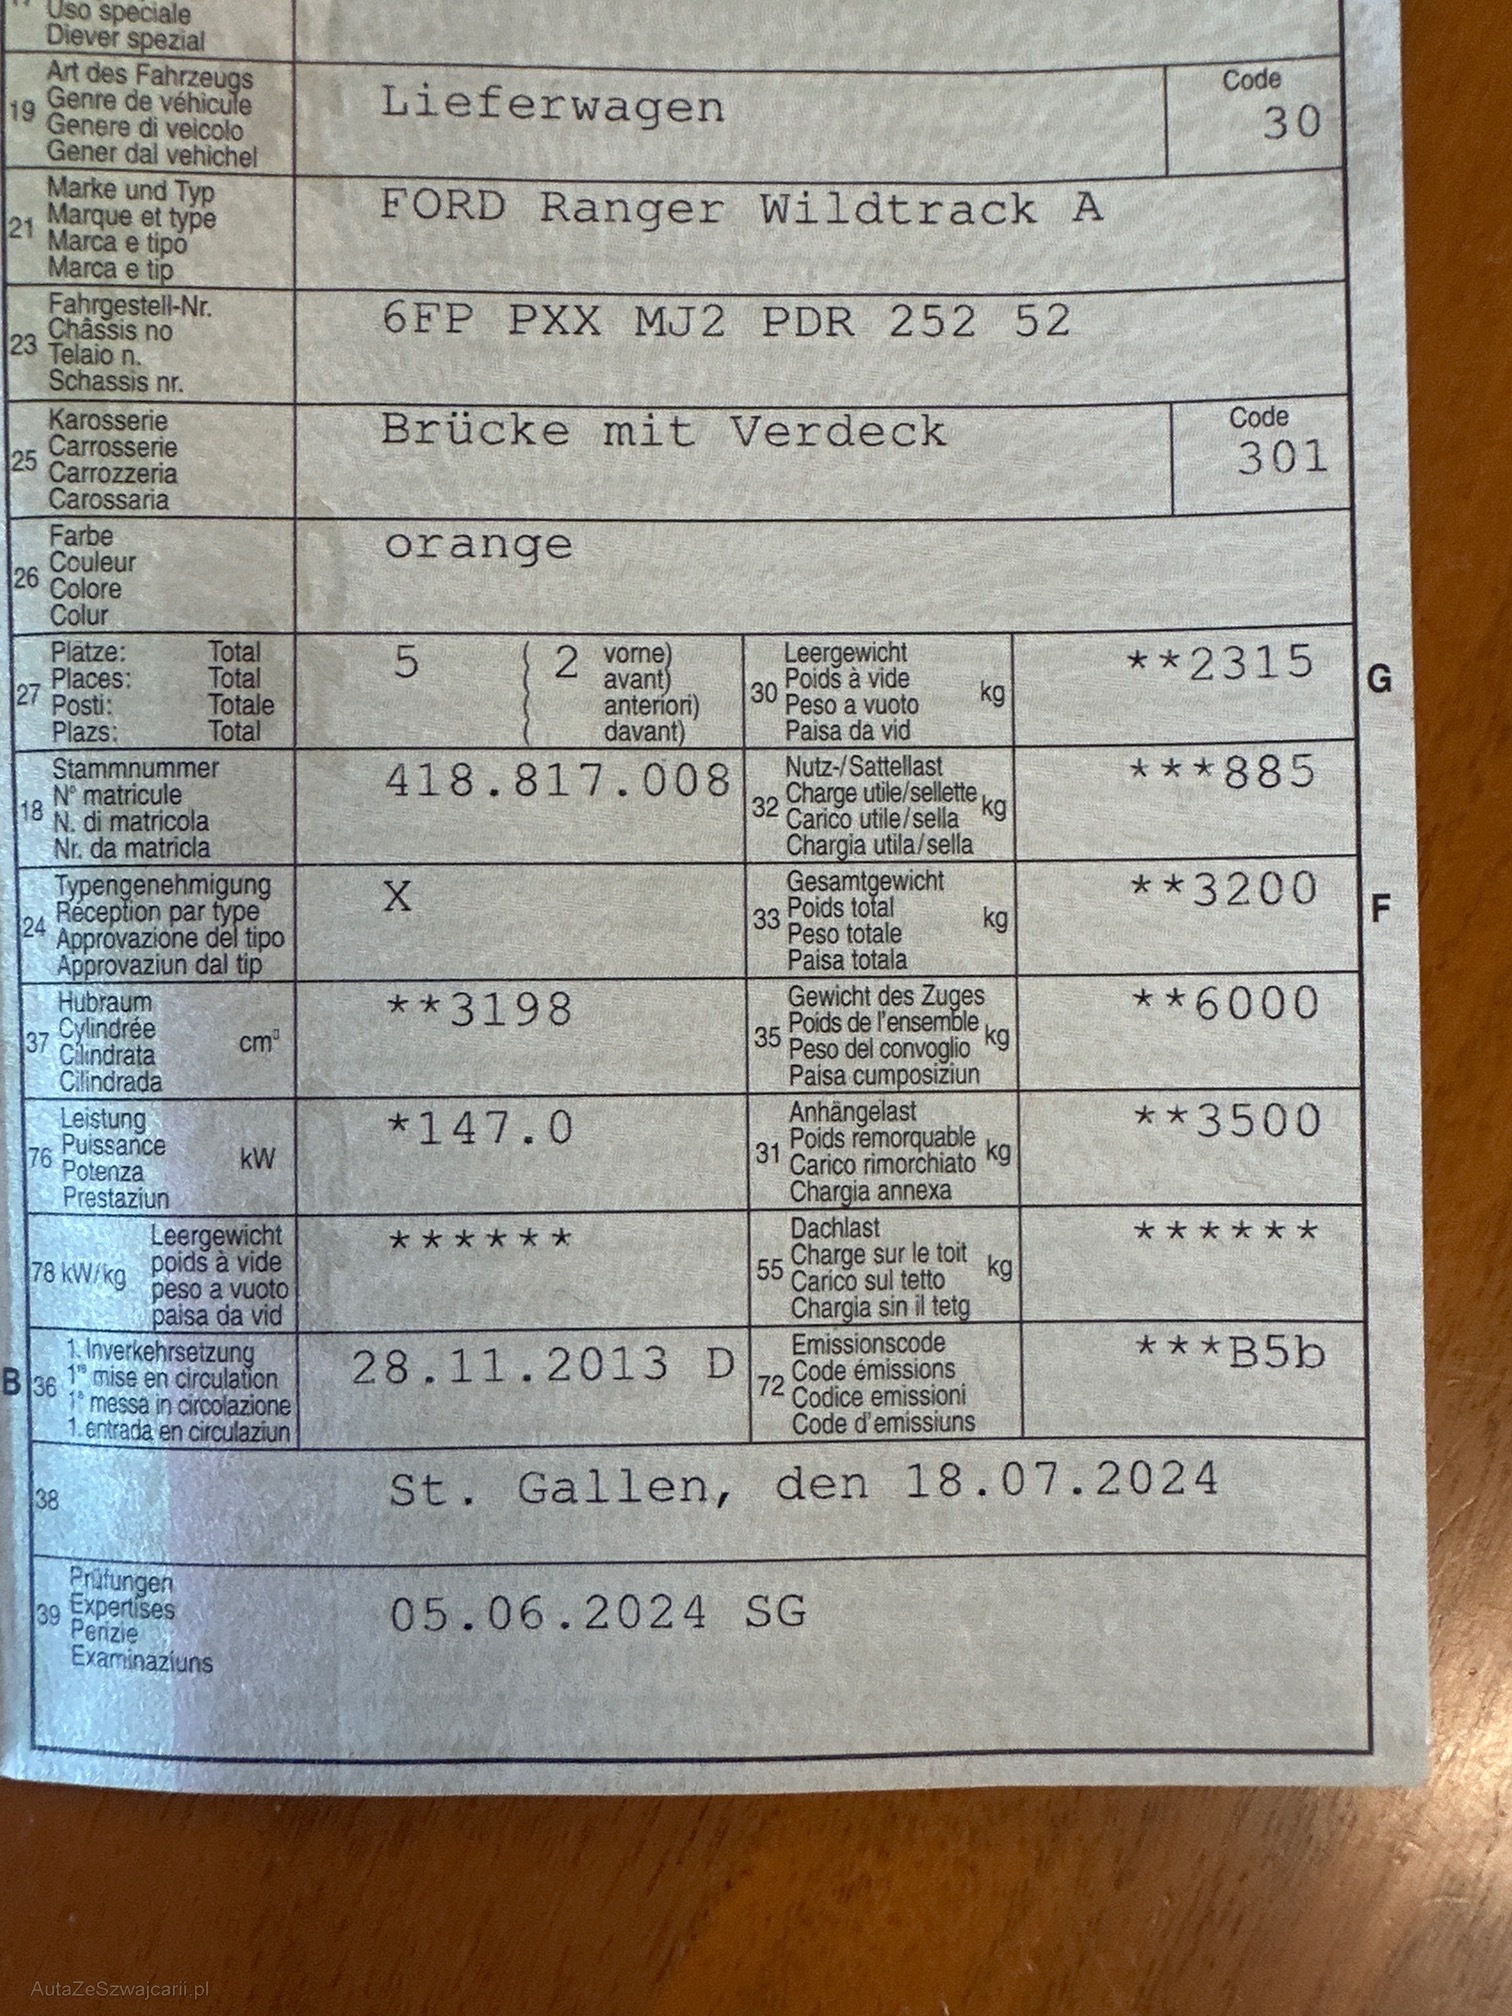 17 Uso speciale
Diever spezial
19 Art des Fahrzeugs
Genre de véhicule
Genere di veicolo
Gener dal vehichel
Lieferwagen
Code
30
21 Marke und Typ
Marque et type
Marca e tipo
Marca e tip
FORD Ranger Wildtrack A
23 Fahrgestell-Nr.
Châssis no
Telaio n.
Schassis nr.
6FP PXX MJ2 PDR 252 52
25 Karosserie
Carrosserie
Carrozzeria
Carossaria
Brücke mit Verdeck
Code
301
26 Farbe
Couleur
Colore
Colur
orange
27 Plätze: Total
Places: Total
Posti: Totale
Plazs: Total
5 ( 2 vorne)
( avant)
( anteriori)
( davant)
30 Leergewicht
Poids à vide
Peso a vuoto kg
Paisa da vid
**2315
G
18 Stammnummer
N° matricule
N. di matricola
Nr. da matricla
418.817.008
32 Nutz-/Sattellast
Charge utile/sellette kg
Carico utile/sella
Chargia utila/sella
***885
24 Typengenehmigung
Réception par type
Approvazione del tipo
Approvaziun dal tip
X
33 Gesamtgewicht
Poids total kg
Peso totale
Paisa totala
**3200
F
37 Hubraum
Cylindrée
Cilindrata cm³
Cilindrada
**3198
35 Gewicht des Zuges
Poids de l'ensemble kg
Peso del convoglio
Paisa cumposiziun
**6000
76 Leistung
Puissance kW
Potenza
Prestaziun
*147.0
31 Anhängelast
Poids remorquable kg
Carico rimorchiato
Chargia annexa
**3500
78 kW/kg Leergewicht
poids à vide
peso a vuoto
paisa da vid
******
55 Dachlast
Charge sur le toit kg
Carico sul tetto
Chargia sin il tetg
******
B 36 1. Inverkehrsetzung
1re mise en circulation
1a messa in circolazione
1. entrada en circulaziun
28.11.2013 D
72 Emissionscode
Code émissions
Codice emissioni
Code d'emissiuns
***B5b
38 St. Gallen, den 18.07.2024
39 Prüfungen
Expertises
Perizie
Examinaziuns
05.06.2024 SG
AutaZeSzwajcarii.pl